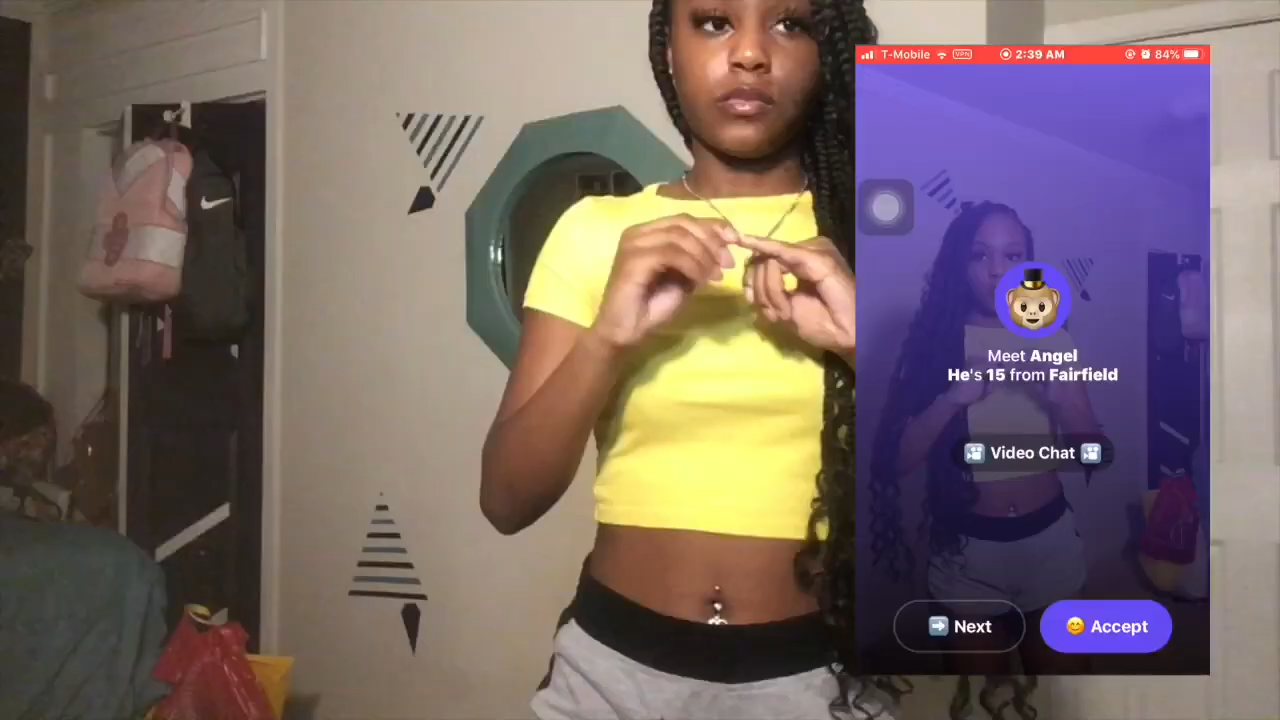 T-Mobile VPN 2:39 AM 84%
Meet Angel
He's 15 from Fairfield
Video Chat
Next Accept